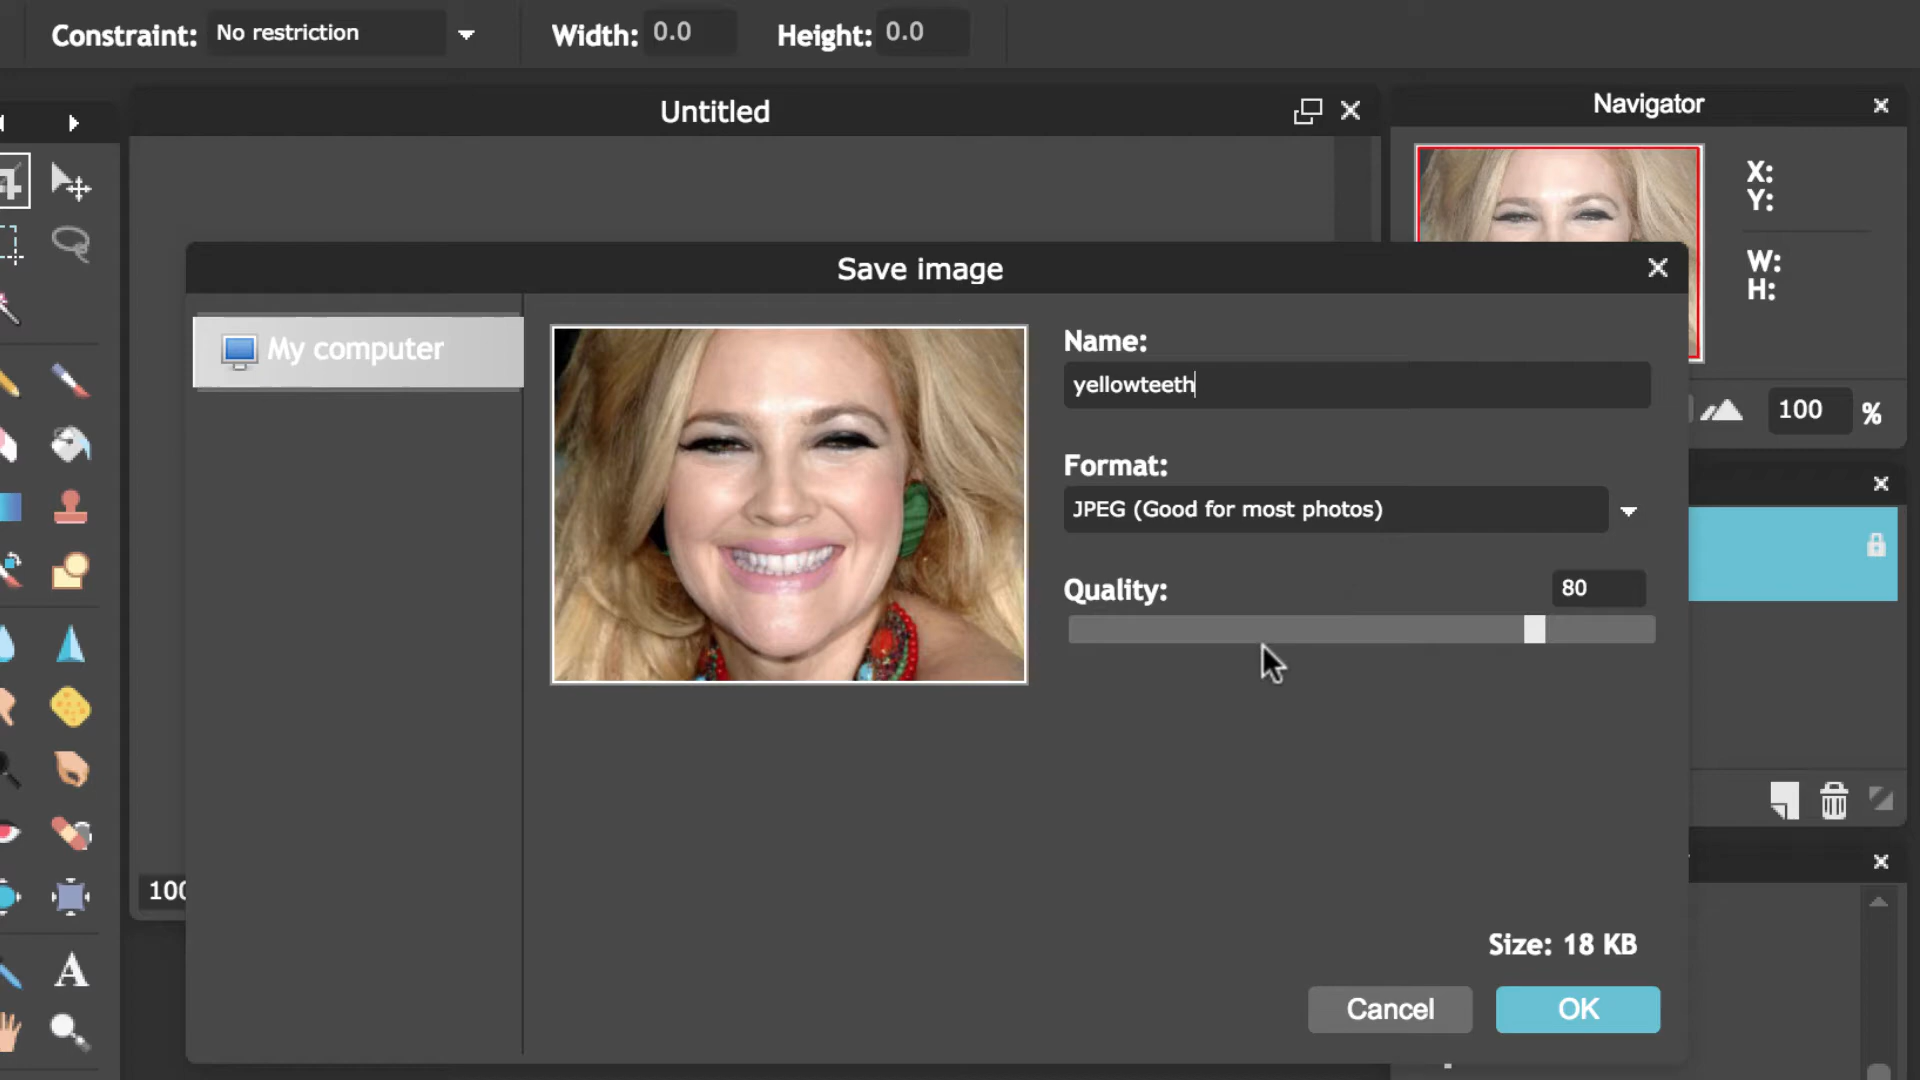 Constraint: No restriction Width: 0.0 Height: 0.0
Untitled
Navigator
X:
Y:
W:
H:
100 %
Save image
My computer
Name:
yellowteeth
Format:
JPEG (Good for most photos)
Quality: 80
100
A
Size: 18 KB
Cancel OK